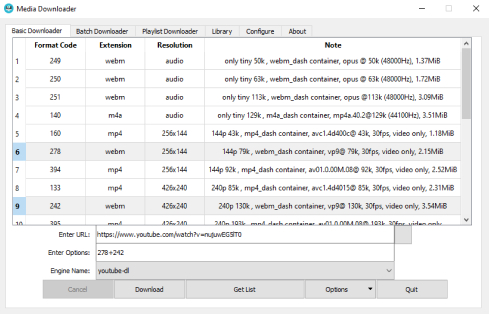 Media Downloader
Basic Downloader Batch Downloader Playlist Downloader Library Configure About
Format Code Extension Resolution Note
1 249 webm audio only tiny 50k , webm_dash container, opus @ 50k (48000Hz), 1.37MiB
2 250 webm audio only tiny 63k , webm_dash container, opus @ 63k (48000Hz), 1.72MiB
3 251 webm audio only tiny 113k , webm_dash container, opus @113k (48000Hz), 3.09MiB
4 140 m4a audio only tiny 129k , m4a_dash container, mp4a.40.2@129k (44100Hz), 3.51MiB
5 160 mp4 256x144 144p 43k , mp4_dash container, avc1.4d400c@ 43k, 30fps, video only, 1.18MiB
6 278 webm 256x144 144p 79k , webm_dash container, vp9@ 79k, 30fps, video only, 2.15MiB
7 394 mp4 256x144 144p 92k , mp4_dash container, av01.0.00M.08@ 92k, 30fps, video only, 2.52MiB
8 133 mp4 426x240 240p 85k , mp4_dash container, avc1.4d4015@ 85k, 30fps, video only, 2.31MiB
9 242 webm 426x240 240p 130k , webm_dash container, vp9@ 130k, 30fps, video only, 3.54MiB
10 395 mp4 426x240 240p 193k , mp4_dash container, av01.0.00M.08@ 193k, 30fps, video only,
Enter URL: https://www.youtube.com/watch?v=
Enter Options: 278+242
Engine Name: youtube-dl
Cancel Download Get List Options Quit